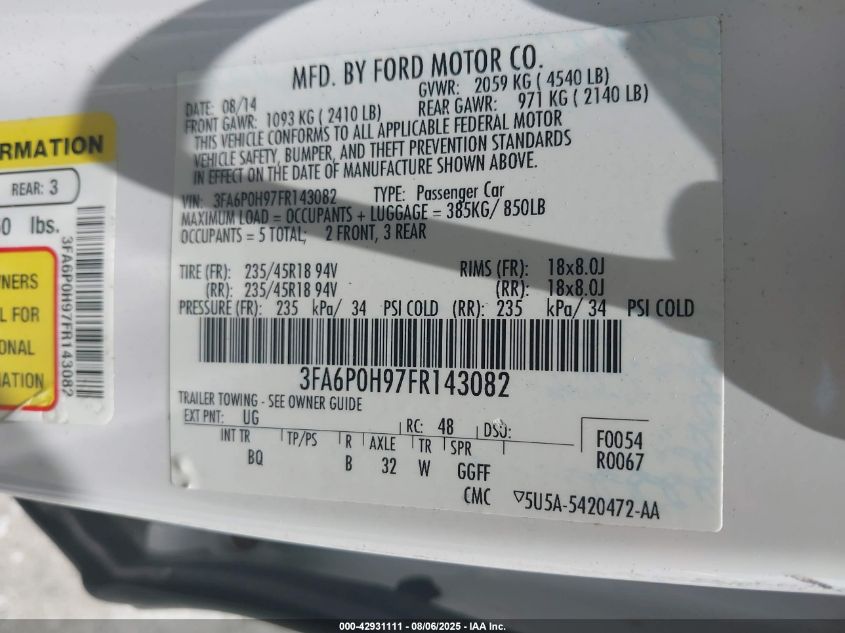 MFD. BY FORD MOTOR CO.
DATE: 08/14 GVWR: 2059 KG ( 4540 LB)
FRONT GAWR: 1093 KG ( 2410 LB) REAR GAWR: 971 KG ( 2140 LB)
THIS VEHICLE CONFORMS TO ALL APPLICABLE FEDERAL MOTOR
VEHICLE SAFETY, BUMPER, AND THEFT PREVENTION STANDARDS
IN EFFECT ON THE DATE OF MANUFACTURE SHOWN ABOVE.
VIN: 3FA6P0H97FR143082 TYPE: Passenger Car
MAXIMUM LOAD = OCCUPANTS + LUGGAGE = 385KG/ 850LB
OCCUPANTS = 5 TOTAL; 2 FRONT, 3 REAR
TIRE (FR): 235/45R18 94V RIMS (FR): 18x8.0J
(RR): 235/45R18 94V (RR): 18x8.0J
PRESSURE (FR): 235 kPa/ 34 PSI COLD (RR): 235 kPa/ 34 PSI COLD
3FA6P0H97FR143082
TRAILER TOWING - SEE OWNER GUIDE
EXT PNT: UG RC: 48 DSO:
INT TR TP/PS R AXLE TR SPR
BQ B 32 W GGFF
F0054
R0067
CMC ▽5U5A-5420472-AA
RMATION
REAR: 3
0 lbs.
3FA6P0H97FR143082
NERS
L FOR
ONAL
ATION
000-42931111 - 08/06/2025 - IAA Inc.